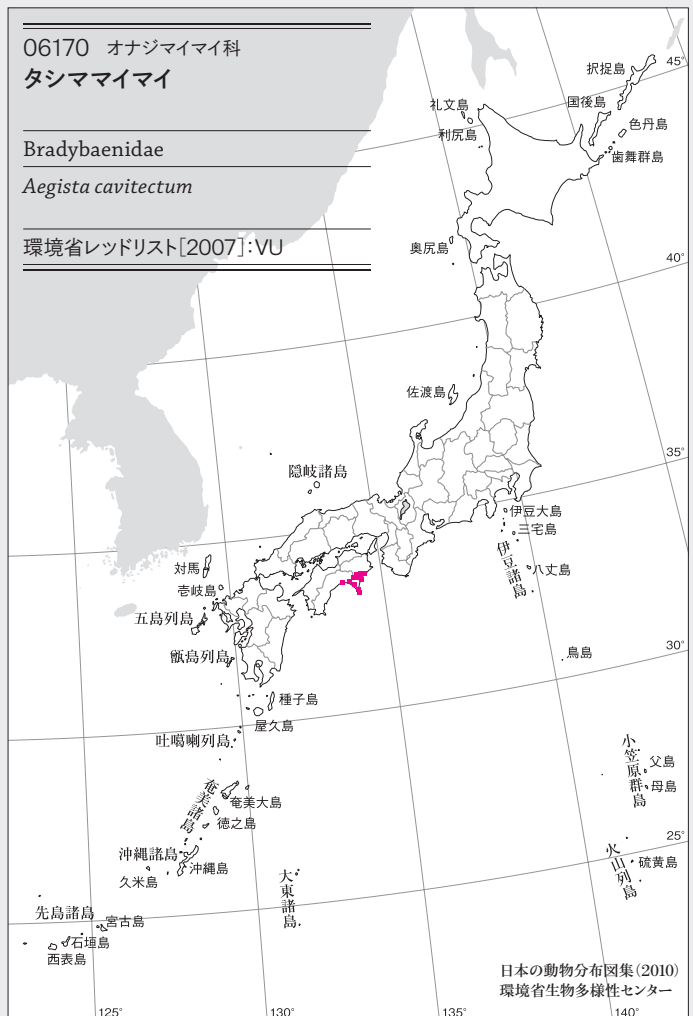 06170 オナジマイマイ科
タシママイマイ
Bradybaenidae
Aegista cavitectum
環境省レッドリスト[2007]:VU
択捉島
45°
礼文島
国後島
色丹島
利尻島
歯舞群島
奥尻島
40°
佐渡島
35°
隠岐諸島
伊豆大島
三宅島
伊豆諸島
八丈島
対馬
壱岐島
五島列島
甑島列島
鳥島
30°
種子島
屋久島
吐噶喇列島
小笠原群島
父島
母島
奄美諸島
奄美大島
徳之島
25°
沖縄諸島
沖縄島
久米島
大東諸島
火山列島
硫黄島
先島諸島
宮古島
石垣島
西表島
日本の動物分布図集(2010)
環境省生物多様性センター
125°
130°
135°
140°